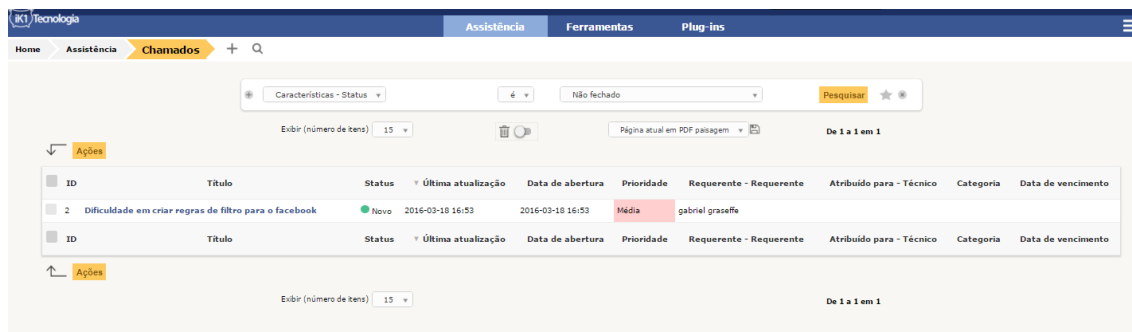 iK1 Tecnologia
Assistência Ferramentas Plug-ins
Home Assistência Chamados
Características - Status é Não fechado Pesquisar
Exibir (número de itens) 15 Página atual em PDF paisagem De 1 a 1 em 1
Ações
ID Título Status Última atualização Data de abertura Prioridade Requerente - Requerente Atribuído para - Técnico Categoria Data de vencimento
2 Dificuldade em criar regras de filtro para o facebook Novo 2016-03-18 16:53 2016-03-18 16:53 Média gabriel graseffe
ID Título Status Última atualização Data de abertura Prioridade Requerente - Requerente Atribuído para - Técnico Categoria Data de vencimento
Ações
Exibir (número de itens) 15 De 1 a 1 em 1